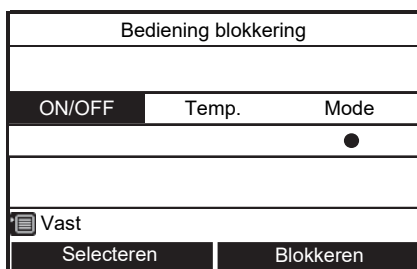 Bediening blokkering
ON/OFF Temp. Mode
Vast
Selecteren Blokkeren